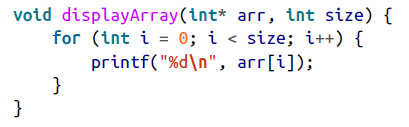 void displayArray(int* arr, int size) {
    for (int i = 0; i < size; i++) {
        printf("%d\n", arr[i]);
    }
}